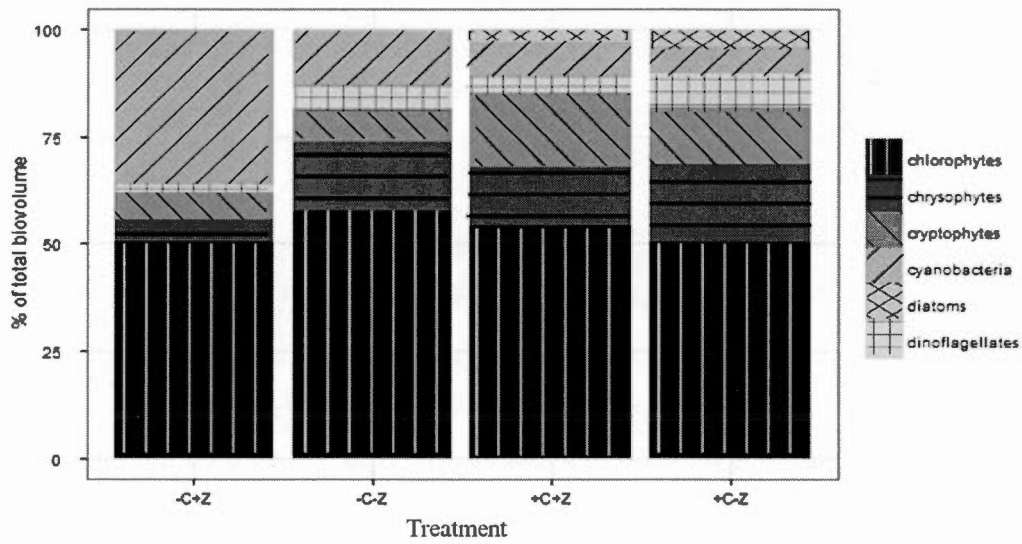 % of total biovolume
100
75
50
25
0
-C+Z
-C-Z
+C+Z
+C-Z
Treatment
chlorophytes
chrysophytes
cryptophytes
cyanobacteria
diatoms
dinoflagellates